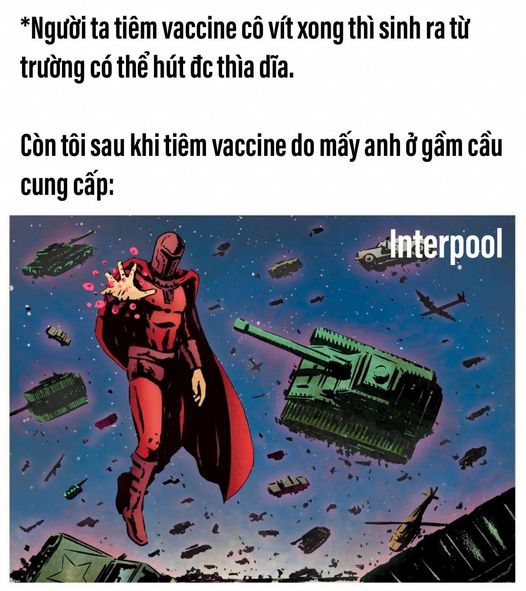 *Người ta tiêm vaccine cô vít xong thì sinh ra từ
trường có thể hút đc thìa dĩa.
Còn tôi sau khi tiêm vaccine do mấy anh ở gầm cầu
cung cấp:
Interpool